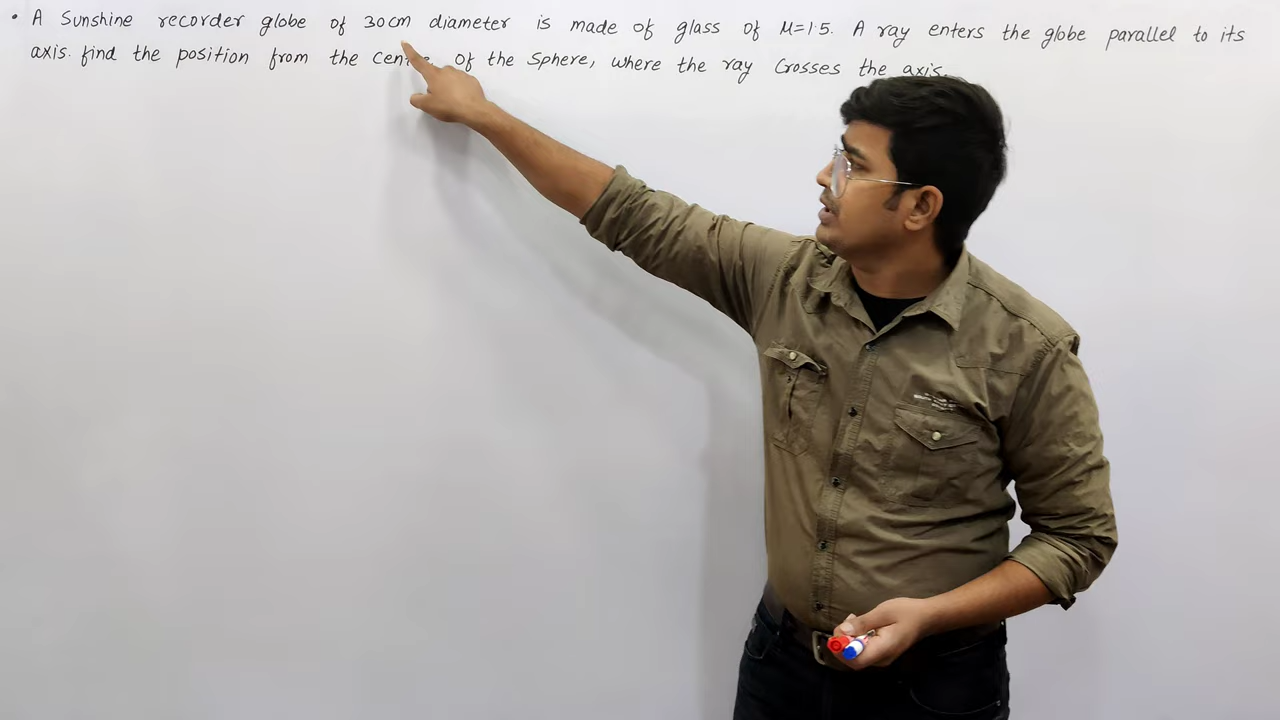 • A Sunshine recorder globe of 30cm diameter is made of glass of μ=1.5. A ray enters the globe parallel to its
axis. find the position from the of the Sphere, where the ray Crosses the axis.